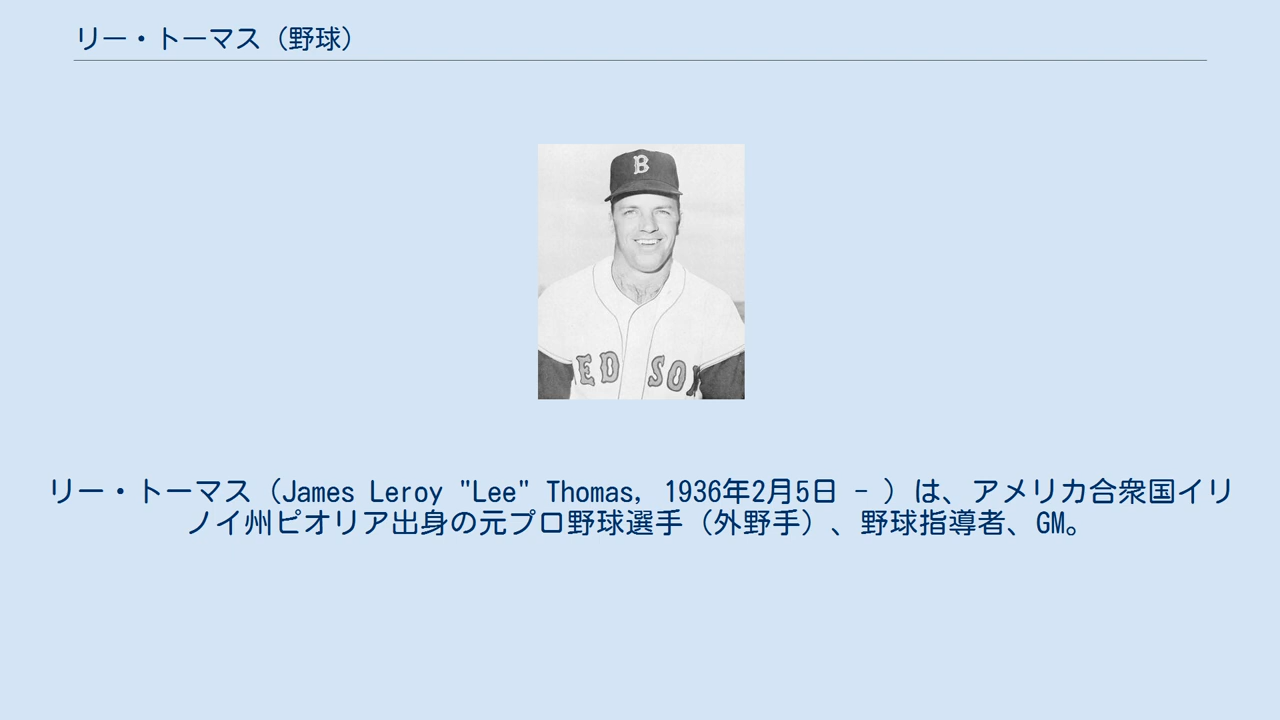 リー・トーマス（野球）
B
ED SOX
リー・トーマス（James Leroy "Lee" Thomas, 1936年2月5日 - ）は、アメリカ合衆国イリ
ノイ州ピオリア出身の元プロ野球選手（外野手）、野球指導者、GM。